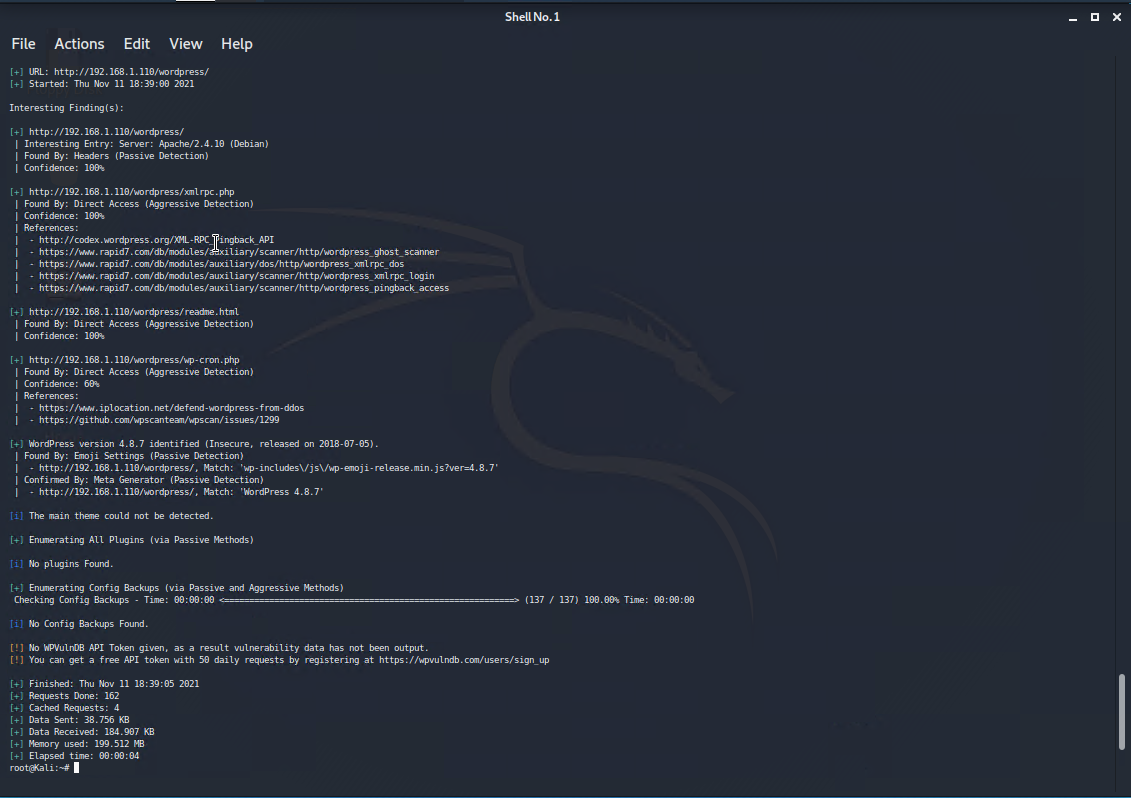 Shell No. 1
File Actions Edit View Help
[+] URL: http://192.168.1.110/wordpress/
[+] Started: Thu Nov 11 18:39:00 2021
Interesting Finding(s):
[+] http://192.168.1.110/wordpress/
| Interesting Entry: Server: Apache/2.4.10 (Debian)
| Found By: Headers (Passive Detection)
| Confidence: 100%
[+] http://192.168.1.110/wordpress/xmlrpc.php
| Found By: Direct Access (Aggressive Detection)
| Confidence: 100%
| References:
|  - http://codex.wordpress.org/XML-RPC_Pingback_API
|  - https://www.rapid7.com/db/modules/auxiliary/scanner/http/wordpress_ghost_scanner
|  - https://www.rapid7.com/db/modules/auxiliary/dos/http/wordpress_xmlrpc_dos
|  - https://www.rapid7.com/db/modules/auxiliary/scanner/http/wordpress_xmlrpc_login
|  - https://www.rapid7.com/db/modules/auxiliary/scanner/http/wordpress_pingback_access
[+] http://192.168.1.110/wordpress/readme.html
| Found By: Direct Access (Aggressive Detection)
| Confidence: 100%
[+] http://192.168.1.110/wordpress/wp-cron.php
| Found By: Direct Access (Aggressive Detection)
| Confidence: 60%
| References:
|  - https://www.iplocation.net/defend-wordpress-from-ddos
|  - https://github.com/wpscanteam/wpscan/issues/1299
[+] WordPress version 4.8.7 identified (Insecure, released on 2018-07-05).
| Found By: Emoji Settings (Passive Detection)
|  - http://192.168.1.110/wordpress/, Match: 'wp-includes\/js\/wp-emoji-release.min.js?ver=4.8.7'
| Confirmed By: Meta Generator (Passive Detection)
|  - http://192.168.1.110/wordpress/, Match: 'WordPress 4.8.7'
[i] The main theme could not be detected.
[+] Enumerating All Plugins (via Passive Methods)
[i] No plugins Found.
[+] Enumerating Config Backups (via Passive and Aggressive Methods)
Checking Config Backups - Time: 00:00:00 <==========================================================> (137 / 137) 100.00% Time: 00:00:00
[i] No Config Backups Found.
[!] No WPVulnDB API Token given, as a result vulnerability data has not been output.
[!] You can get a free API token with 50 daily requests by registering at https://wpvulndb.com/users/sign_up
[+] Finished: Thu Nov 11 18:39:05 2021
[+] Requests Done: 162
[+] Cached Requests: 4
[+] Data Sent: 38.756 KB
[+] Data Received: 184.907 KB
[+] Memory used: 199.512 MB
[+] Elapsed time: 00:00:04
root@Kali:~#